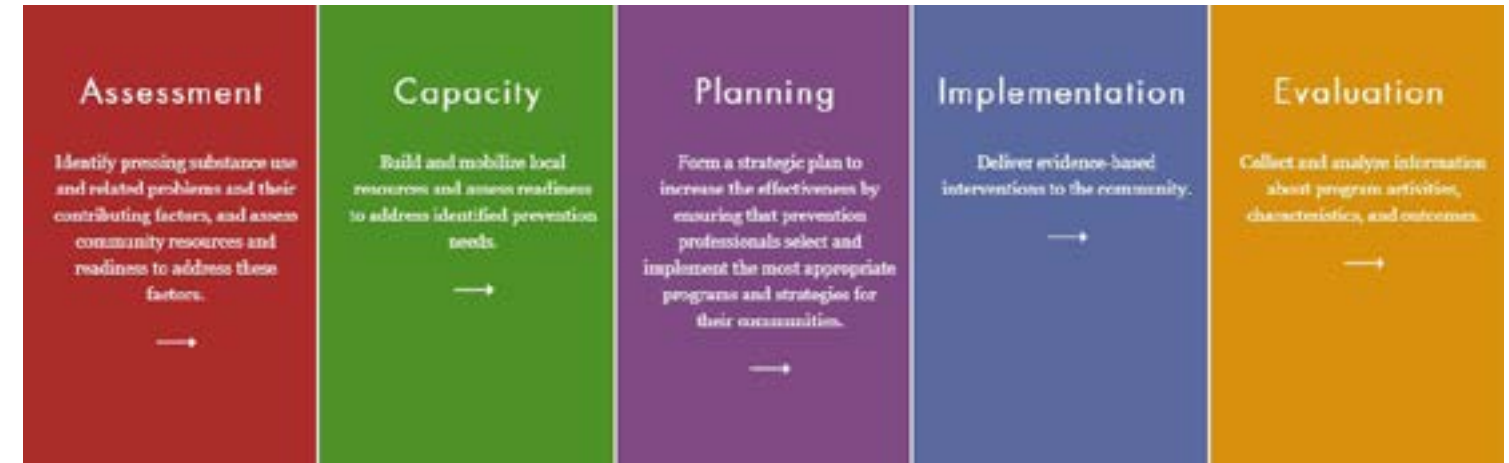 Assessment
Identify pressing substance use
and related problems and their
contributing factors, and assess
community resources and
readiness to address these
factors.
Capacity
Build and mobilize local
resources and assess readiness
to address identified prevention
needs.
Planning
Form a strategic plan to
increase the effectiveness by
ensuring that prevention
professionals select and
implement the most appropriate
programs and strategies for
their communities.
Implementation
Deliver evidence-based
interventions to the community.
Evaluation
Collect and analyze information
about program activities,
characteristics, and outcomes.